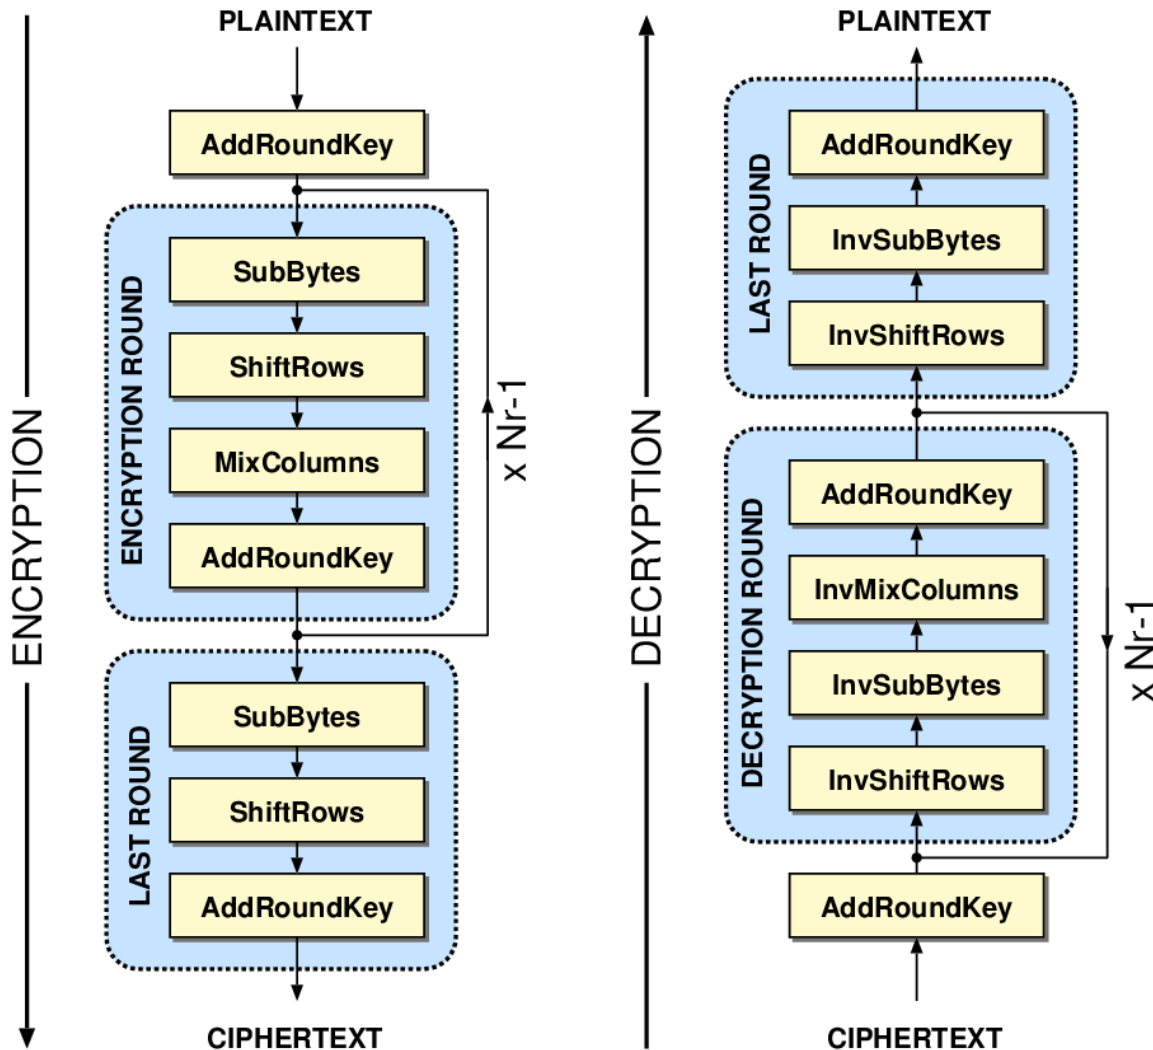 PLAINTEXT
AddRoundKey
ENCRYPTION ROUND
SubBytes
ShiftRows
MixColumns
AddRoundKey
x Nr-1
LAST ROUND
SubBytes
ShiftRows
AddRoundKey
CIPHERTEXT
ENCRYPTION
PLAINTEXT
LAST ROUND
AddRoundKey
InvSubBytes
InvShiftRows
DECRYPTION ROUND
AddRoundKey
InvMixColumns
InvSubBytes
InvShiftRows
x Nr-1
AddRoundKey
CIPHERTEXT
DECRYPTION